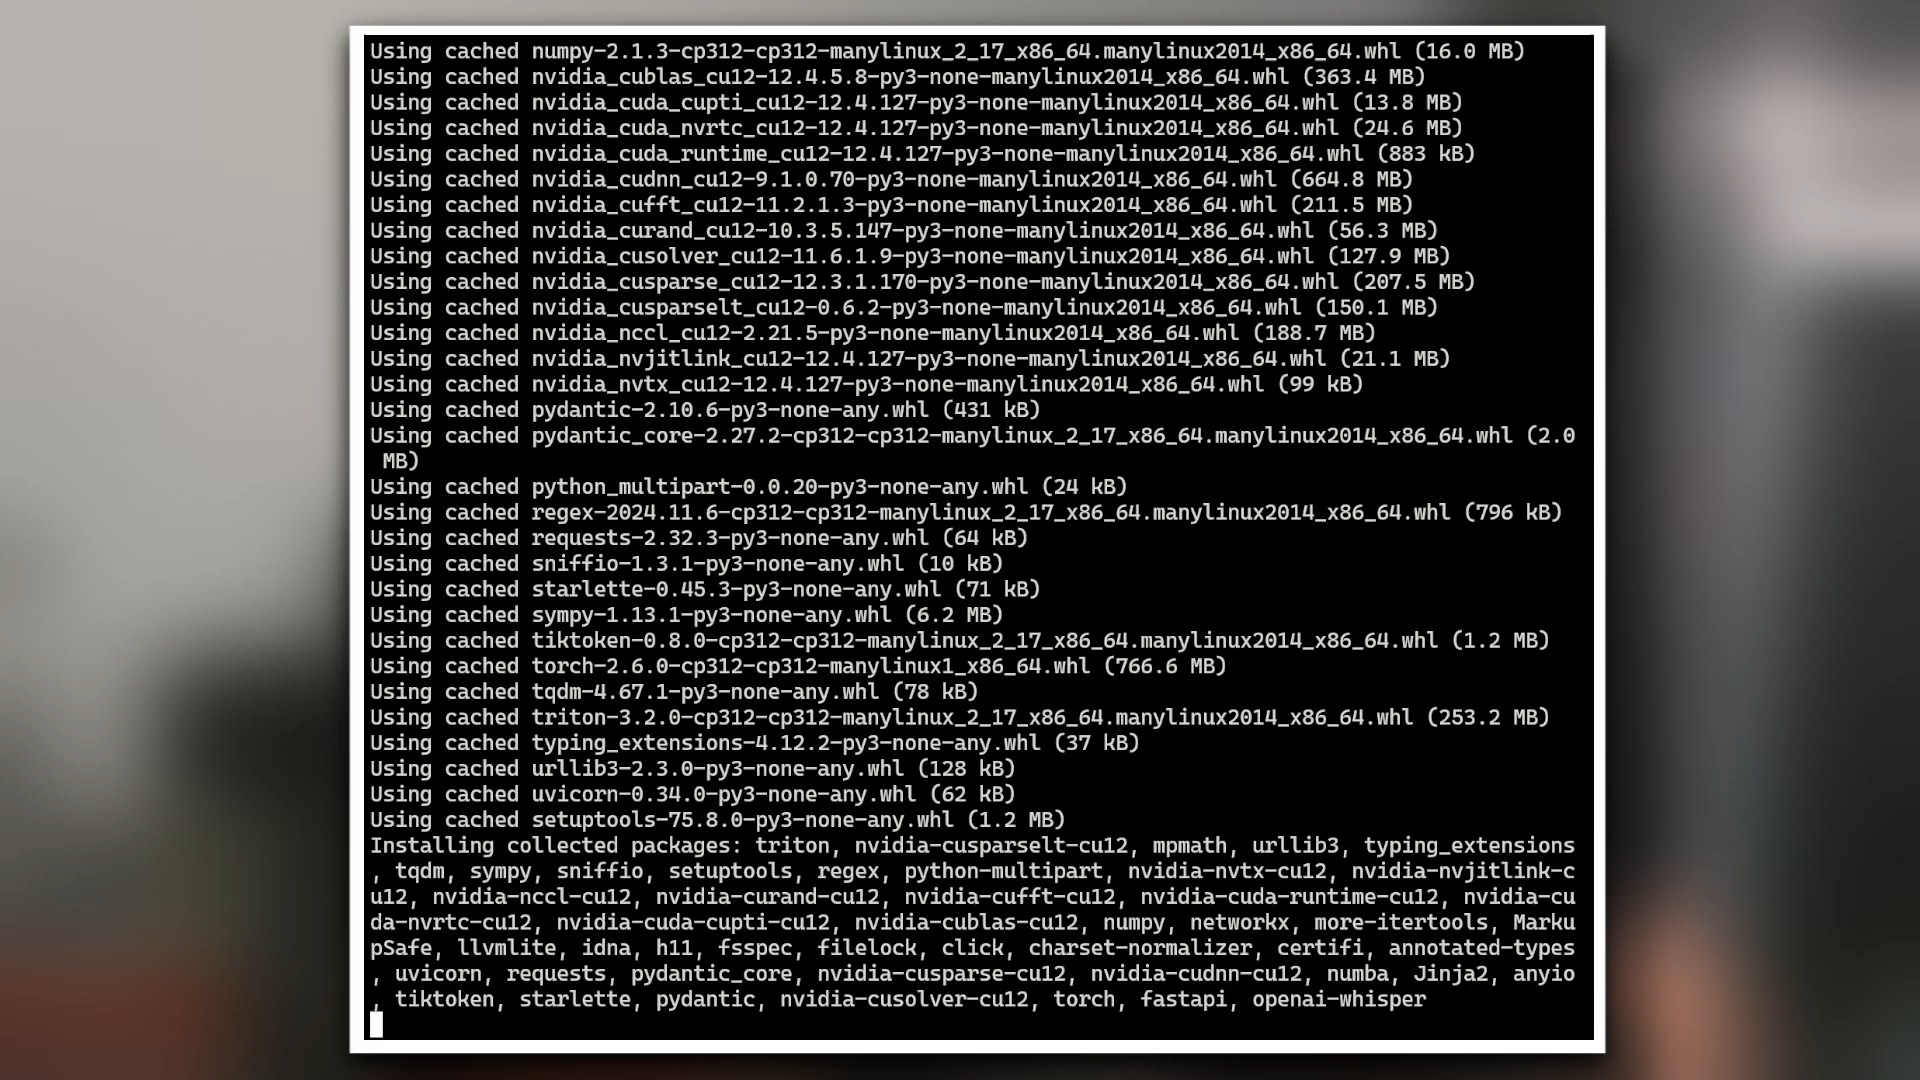 Using cached numpy-2.1.3-cp312-cp312-manylinux_2_17_x86_64.manylinux2014_x86_64.whl (16.0 MB)
Using cached nvidia_cublas_cu12-12.4.5.8-py3-none-manylinux2014_x86_64.whl (363.4 MB)
Using cached nvidia_cuda_cupti_cu12-12.4.127-py3-none-manylinux2014_x86_64.whl (13.8 MB)
Using cached nvidia_cuda_nvrtc_cu12-12.4.127-py3-none-manylinux2014_x86_64.whl (24.6 MB)
Using cached nvidia_cuda_runtime_cu12-12.4.127-py3-none-manylinux2014_x86_64.whl (883 kB)
Using cached nvidia_cudnn_cu12-9.1.0.70-py3-none-manylinux2014_x86_64.whl (664.8 MB)
Using cached nvidia_cufft_cu12-11.2.1.3-py3-none-manylinux2014_x86_64.whl (211.5 MB)
Using cached nvidia_curand_cu12-10.3.5.147-py3-none-manylinux2014_x86_64.whl (56.3 MB)
Using cached nvidia_cusolver_cu12-11.6.1.9-py3-none-manylinux2014_x86_64.whl (127.9 MB)
Using cached nvidia_cusparse_cu12-12.3.1.170-py3-none-manylinux2014_x86_64.whl (207.5 MB)
Using cached nvidia_cusparselt_cu12-0.6.2-py3-none-manylinux2014_x86_64.whl (150.1 MB)
Using cached nvidia_nccl_cu12-2.21.5-py3-none-manylinux2014_x86_64.whl (188.7 MB)
Using cached nvidia_nvjitlink_cu12-12.4.127-py3-none-manylinux2014_x86_64.whl (21.1 MB)
Using cached nvidia_nvtx_cu12-12.4.127-py3-none-manylinux2014_x86_64.whl (99 kB)
Using cached pydantic-2.10.6-py3-none-any.whl (431 kB)
Using cached pydantic_core-2.27.2-cp312-cp312-manylinux_2_17_x86_64.manylinux2014_x86_64.whl (2.0
 MB)
Using cached python_multipart-0.0.20-py3-none-any.whl (24 kB)
Using cached regex-2024.11.6-cp312-cp312-manylinux_2_17_x86_64.manylinux2014_x86_64.whl (796 kB)
Using cached requests-2.32.3-py3-none-any.whl (64 kB)
Using cached sniffio-1.3.1-py3-none-any.whl (10 kB)
Using cached starlette-0.45.3-py3-none-any.whl (71 kB)
Using cached sympy-1.13.1-py3-none-any.whl (6.2 MB)
Using cached tiktoken-0.8.0-cp312-cp312-manylinux_2_17_x86_64.manylinux2014_x86_64.whl (1.2 MB)
Using cached torch-2.6.0-cp312-cp312-manylinux1_x86_64.whl (766.6 MB)
Using cached tqdm-4.67.1-py3-none-any.whl (78 kB)
Using cached triton-3.2.0-cp312-cp312-manylinux_2_17_x86_64.manylinux2014_x86_64.whl (253.2 MB)
Using cached typing_extensions-4.12.2-py3-none-any.whl (37 kB)
Using cached urllib3-2.3.0-py3-none-any.whl (128 kB)
Using cached uvicorn-0.34.0-py3-none-any.whl (62 kB)
Using cached setuptools-75.8.0-py3-none-any.whl (1.2 MB)
Installing collected packages: triton, nvidia-cusparselt-cu12, mpmath, urllib3, typing_extensions
, tqdm, sympy, sniffio, setuptools, regex, python-multipart, nvidia-nvtx-cu12, nvidia-nvjitlink-c
u12, nvidia-nccl-cu12, nvidia-curand-cu12, nvidia-cufft-cu12, nvidia-cuda-runtime-cu12, nvidia-cu
da-nvrtc-cu12, nvidia-cuda-cupti-cu12, nvidia-cublas-cu12, numpy, networkx, more-itertools, Marku
pSafe, llvmlite, idna, h11, fsspec, filelock, click, charset-normalizer, certifi, annotated-types
, uvicorn, requests, pydantic_core, nvidia-cusparse-cu12, nvidia-cudnn-cu12, numba, Jinja2, anyio
, tiktoken, starlette, pydantic, nvidia-cusolver-cu12, torch, fastapi, openai-whisper